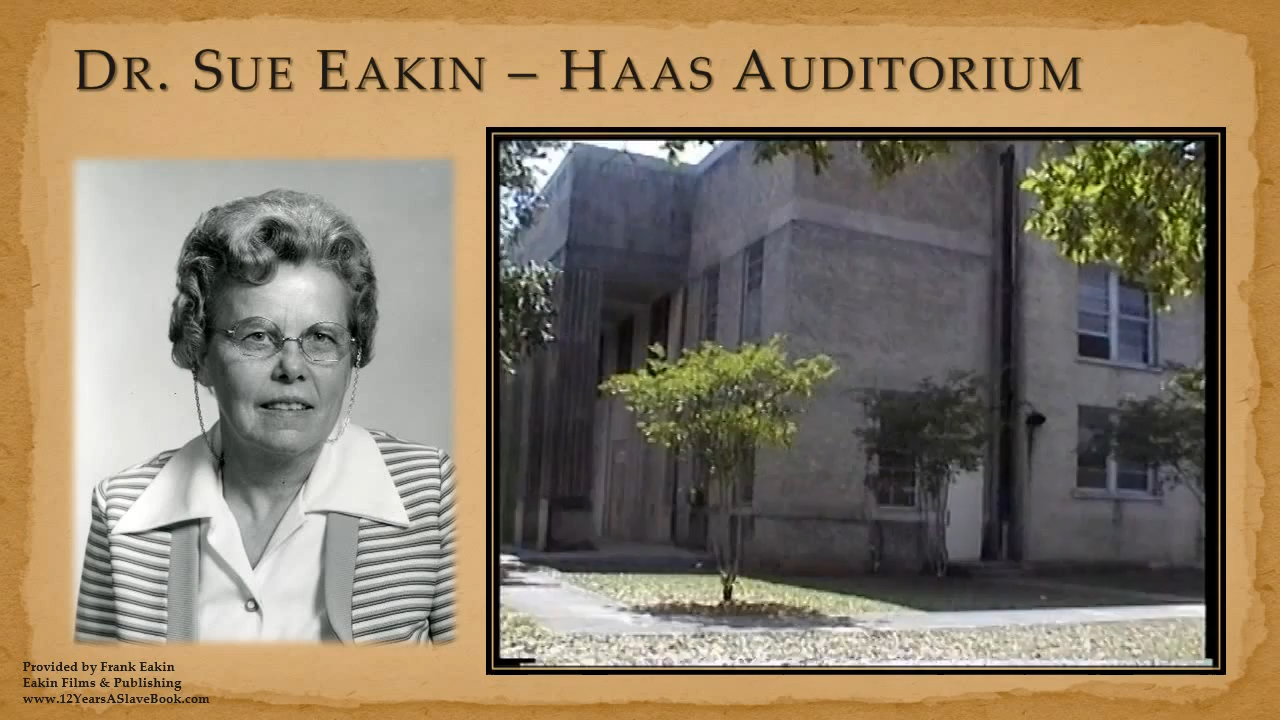 Dr. Sue Eakin – Haas Auditorium
Provided by Frank Eakin
Eakin Films & Publishing
www.12YearsASlaveBook.com